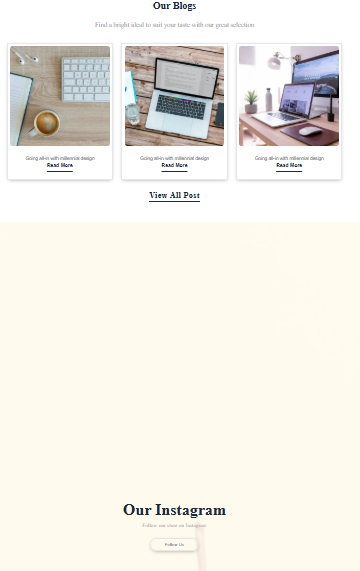 Our Blogs
Find a bright ideal to suit your taste with our great selection
Going all-in with millennial design
Read More
Going all-in with millennial design
Read More
Going all-in with millennial design
Read More
View All Post
Our Instagram
Follow our store on Instagram
Follow Us